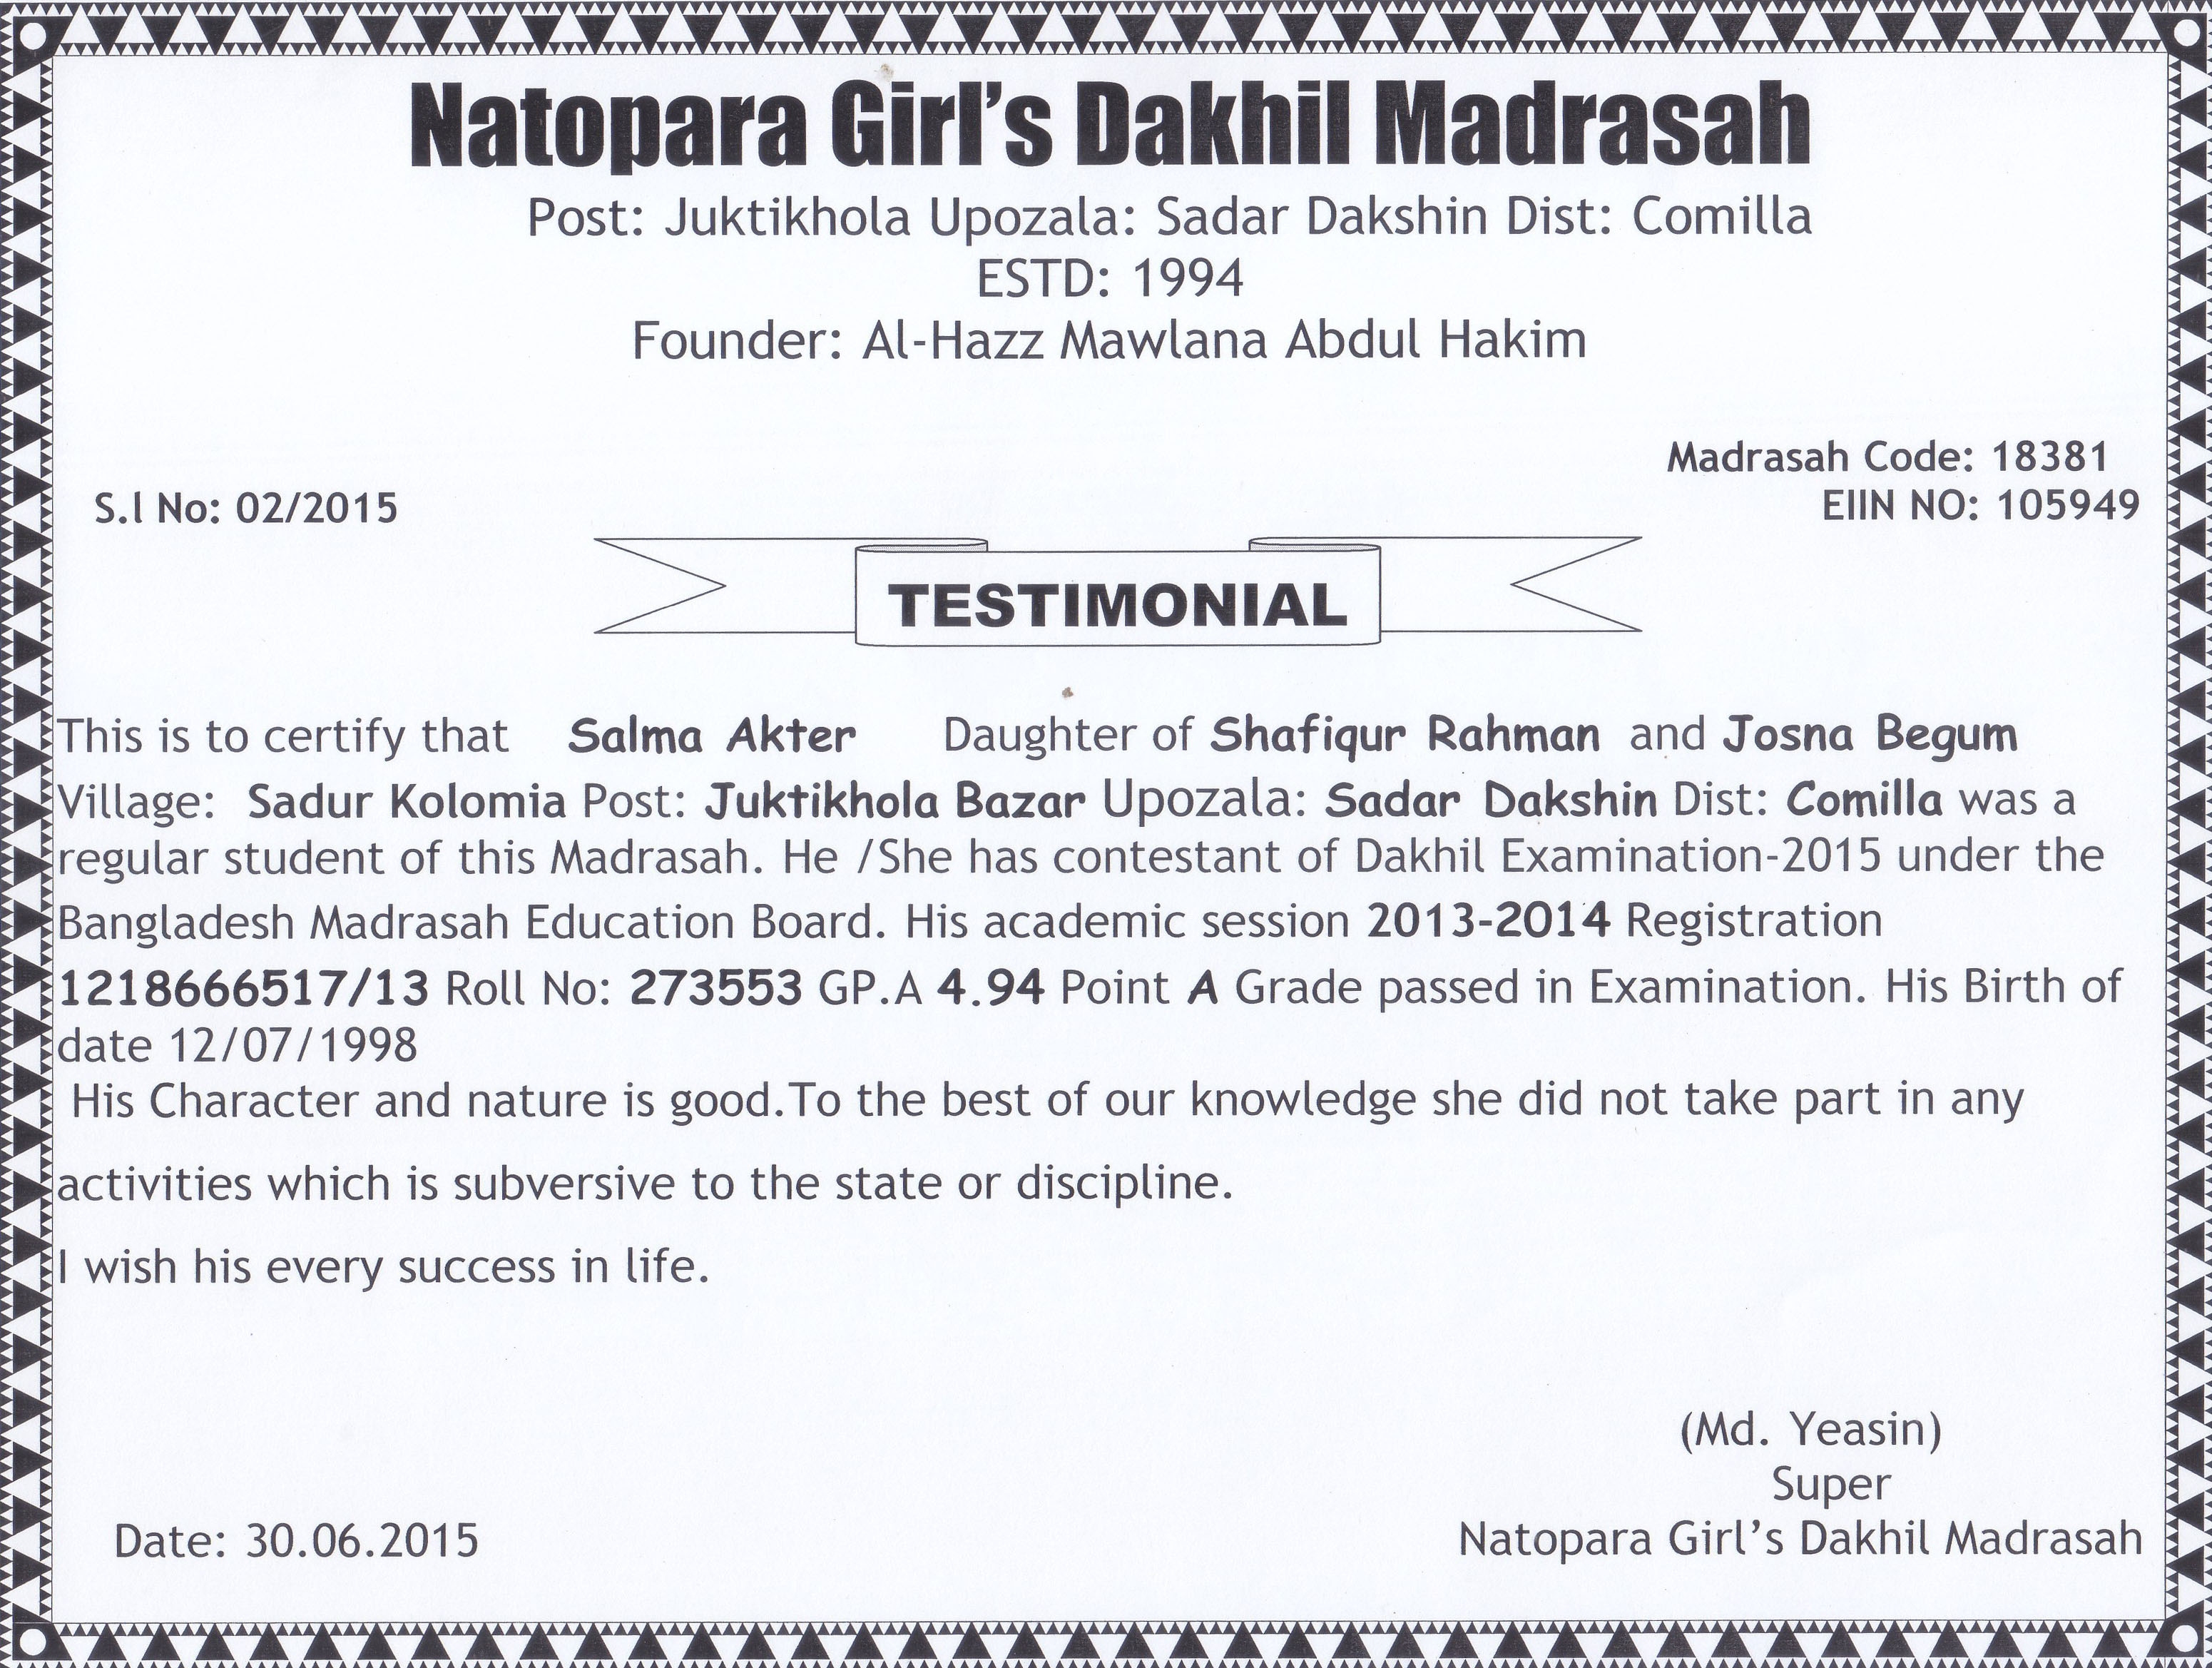 Natopara Girl’s Dakhil Madrasah
Post: Juktikhola Upozala: Sadar Dakshin Dist: Comilla
ESTD: 1994
Founder: Al-Hazz Mawlana Abdul Hakim
Madrasah Code: 18381
S.l No: 02/2015
EIIN NO: 105949
TESTIMONIAL
This is to certify that Salma Akter Daughter of Shafiqur Rahman and Josna Begum
Village: Sadur Kolomia Post: Juktikhola Bazar Upozala: Sadar Dakshin Dist: Comilla was a
regular student of this Madrasah. He /She has contestant of Dakhil Examination-2015 under the
Bangladesh Madrasah Education Board. His academic session 2013-2014 Registration
1218666517/13 Roll No: 273553 GP.A 4.94 Point A Grade passed in Examination. His Birth of
date 12/07/1998
His Character and nature is good.To the best of our knowledge she did not take part in any
activities which is subversive to the state or discipline.
I wish his every success in life.
(Md. Yeasin)
Super
Date: 30.06.2015
Natopara Girl’s Dakhil Madrasah